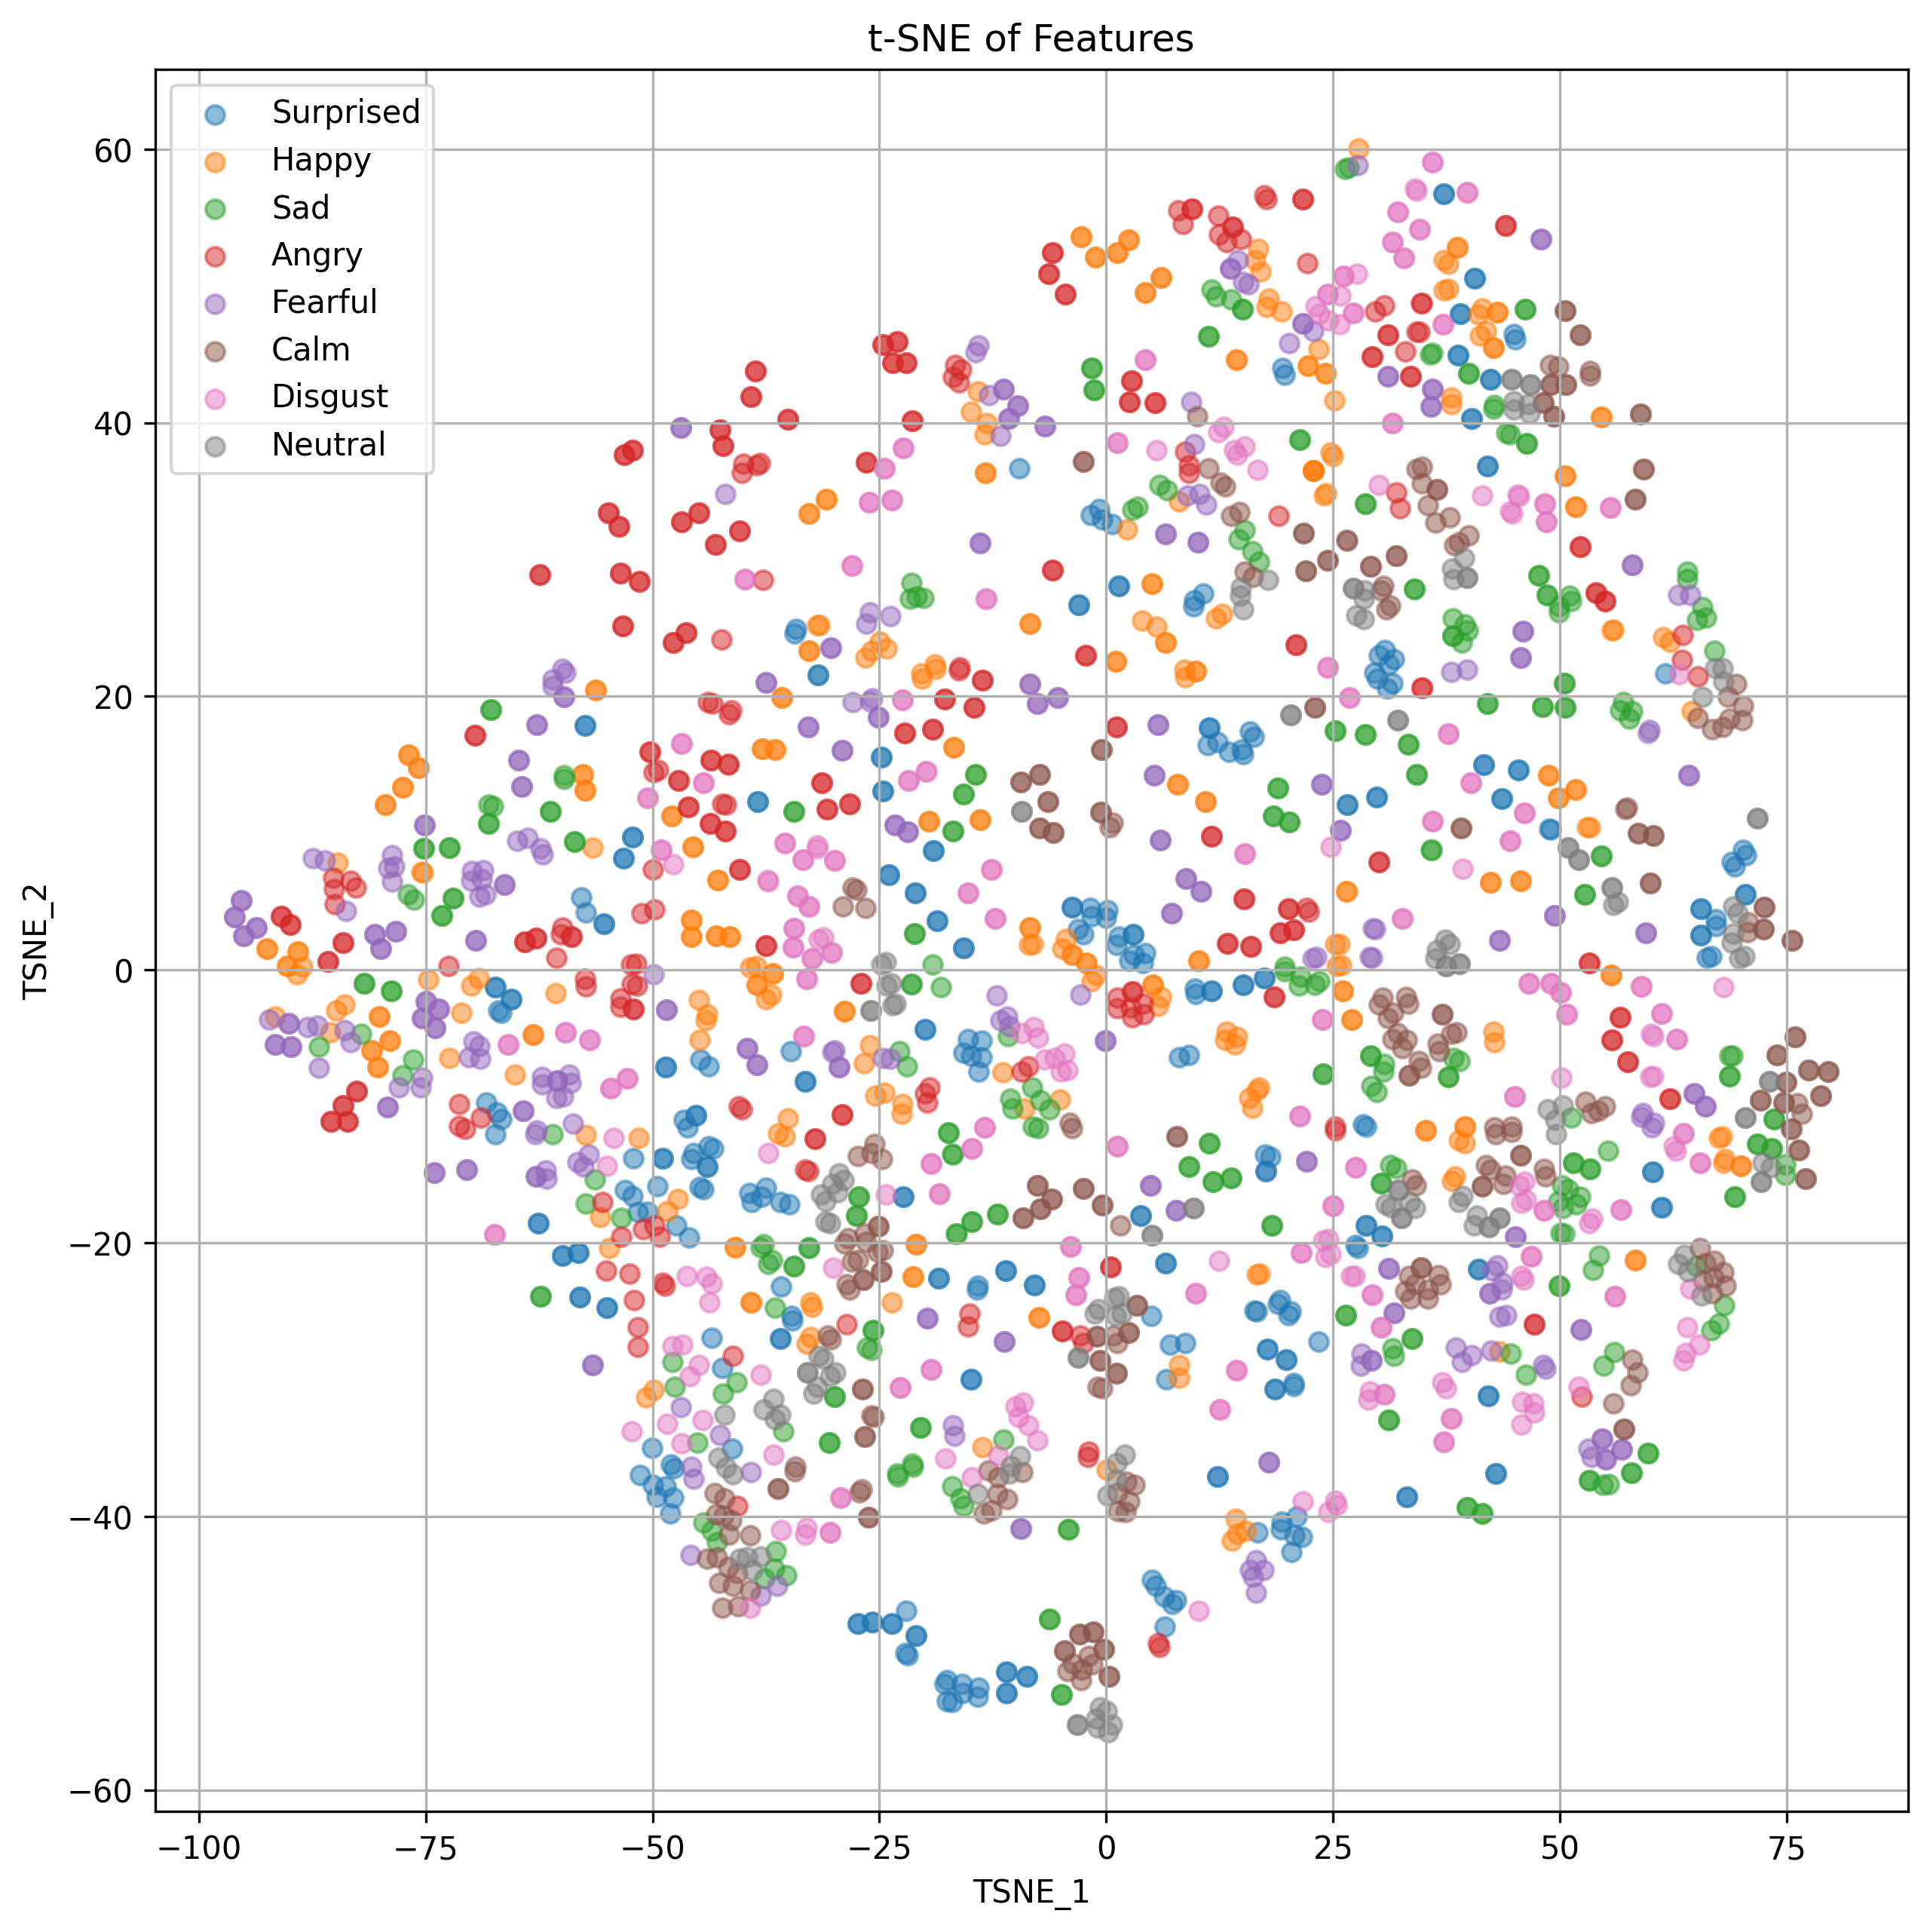 t-SNE of Features
Surprised
Happy
Sad
Angry
Fearful
Calm
Disgust
Neutral
60
40
20
0
−20
−40
−60
TSNE_2
−100
−75
−50
−25
0
25
50
75
TSNE_1